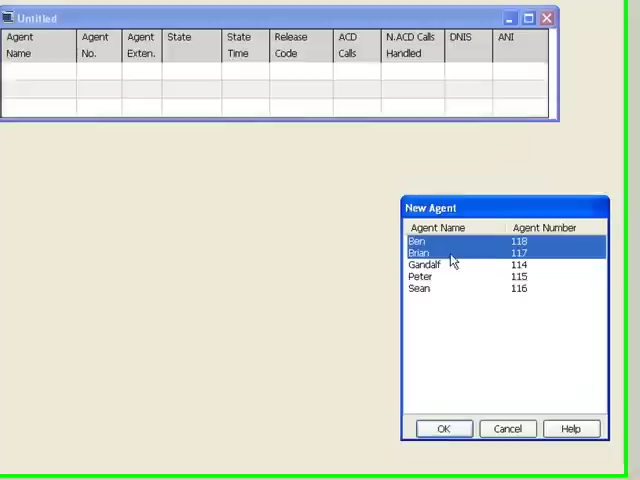 Untitled
Agent Name
Agent No.
Agent Exten.
State
State Time
Release Code
ACD Calls
N.ACD Calls Handled
DNIS
ANI
New Agent
Agent Name Agent Number
Ben 118
Brian 117
Gandalf 114
Peter 115
Sean 116
OK Cancel Help